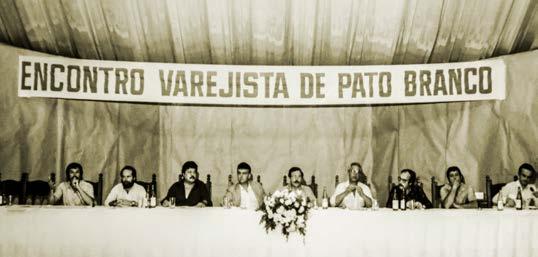 ENCONTRO VAREJISTA DE PATO BRANCO